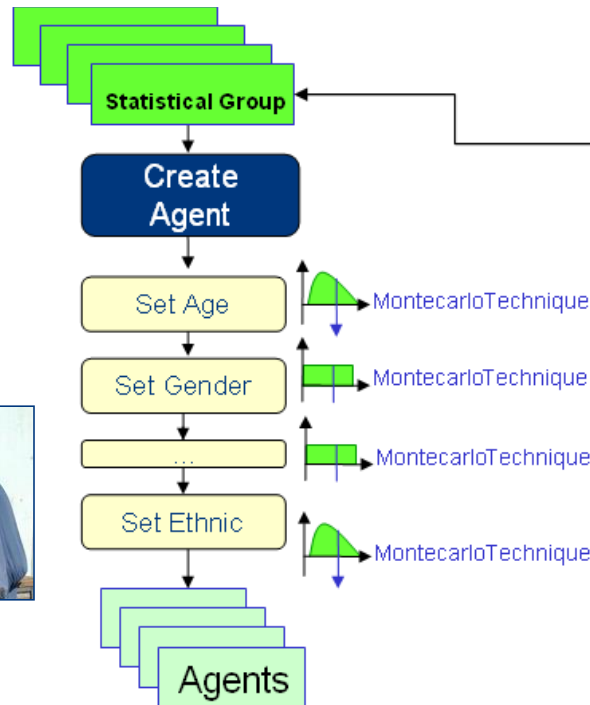 Statistical Group
Create
Agent
Set Age
MontecarloTechnique
Set Gender
MontecarloTechnique
...
MontecarloTechnique
Set Ethnic
MontecarloTechnique
Agents